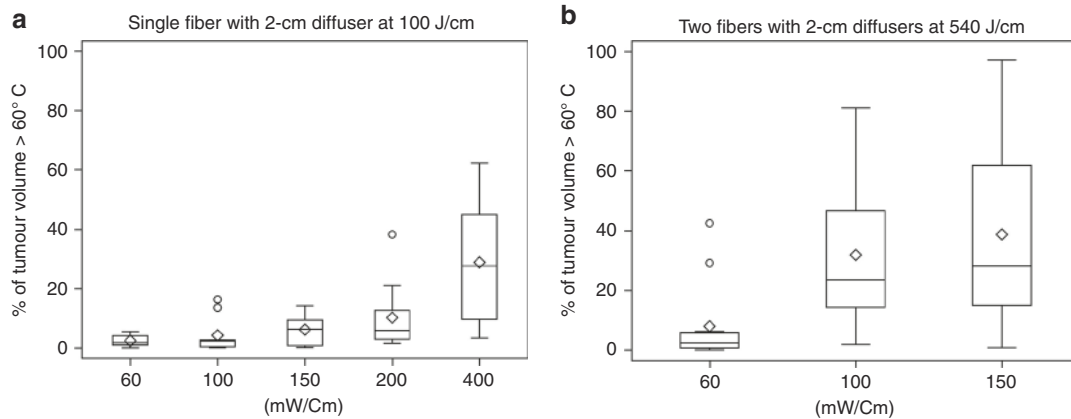 a
Single fiber with 2-cm diffuser at 100 J/cm
% of tumour volume > 60° C
100
80
60
40
20
0
60 100 150 200 400
(mW/Cm)
b
Two fibers with 2-cm diffusers at 540 J/cm
% of tumour volume > 60° C
100
80
60
40
20
0
60 100 150
(mW/Cm)